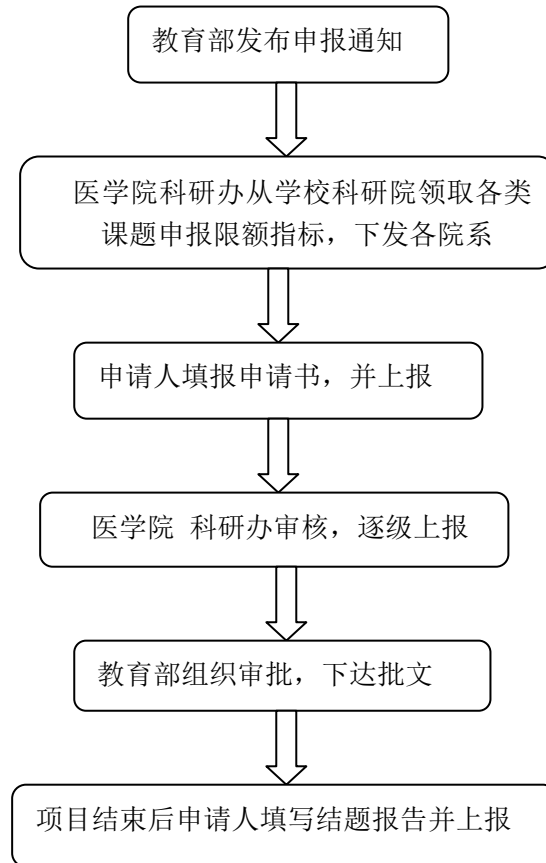 教育部发布申报通知
医学院科研办从学校科研院领取各类
课题申报限额指标，下发各院系
申请人填报申请书，并上报
医学院 科研办审核，逐级上报
教育部组织审批，下达批文
项目结束后申请人填写结题报告并上报